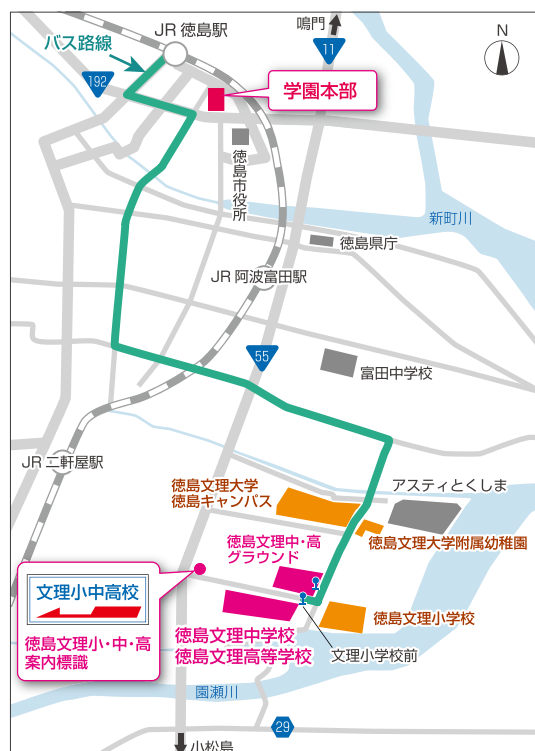 鳴門
JR 徳島駅
N
バス路線
11
192
学園本部
徳島市役所
新町川
徳島県庁
JR 阿波富田駅
55
富田中学校
JR 二軒屋駅
アスティとくしま
徳島文理大学
徳島キャンパス
徳島文理大学附属幼稚園
徳島文理中・高
グラウンド
文理小中高校
徳島文理小・中・高
案内標識
徳島文理小学校
徳島文理中学校
徳島文理高等学校
文理小学校前
園瀬川
29
小松島